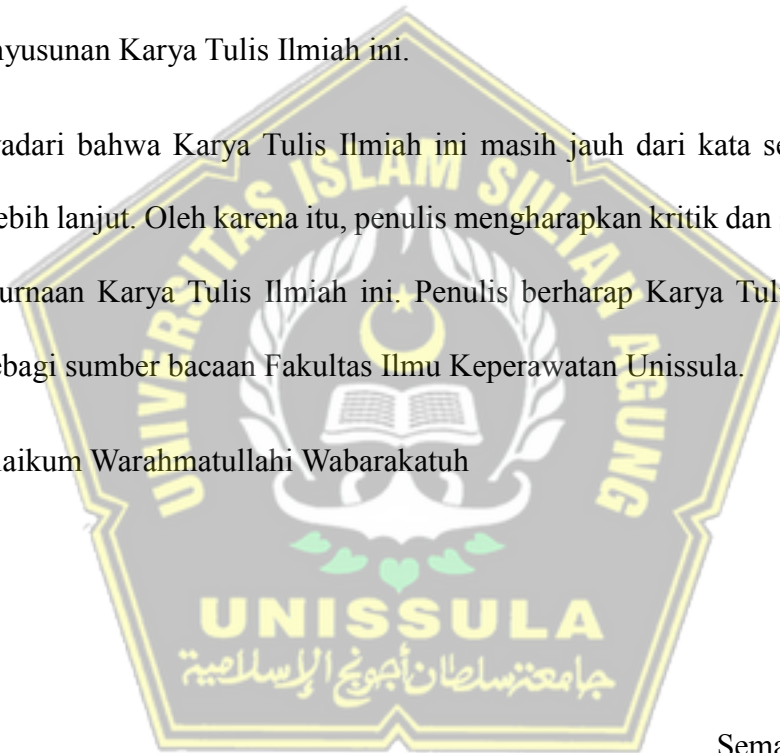 nyusunan Karya Tulis Ilmiah ini.
adari bahwa Karya Tulis Ilmiah ini masih jauh dari kata se
ebih lanjut. Oleh karena itu, penulis mengharapkan kritik dan
urnaan Karya Tulis Ilmiah ini. Penulis berharap Karya Tuli
ebagi sumber bacaan Fakultas Ilmu Keperawatan Unissula.
laikum Warahmatullahi Wabarakatuh
UNIVERSITAS ISLAM SULTAN AGUNG
UNISSULA
جامعة سلطان أجونج الإسلامية
Sema